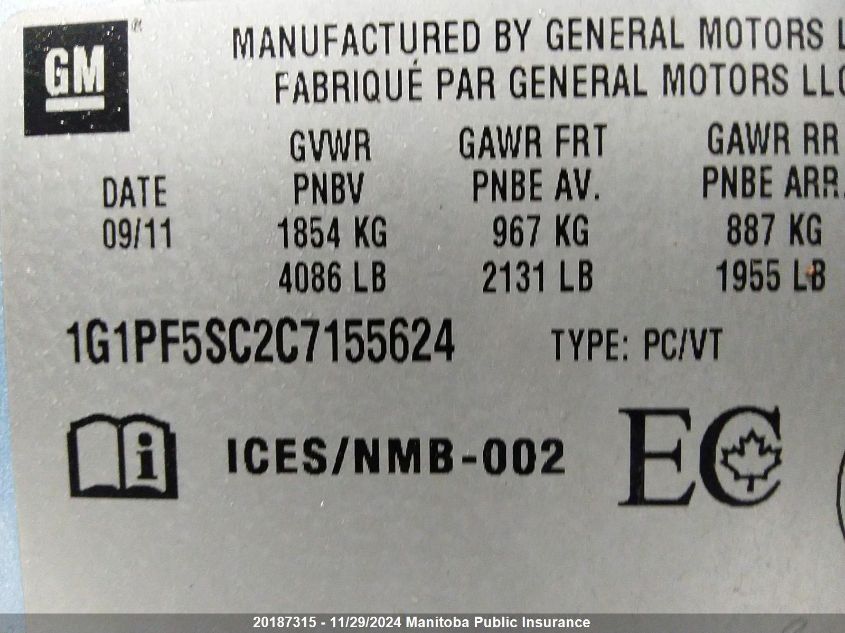 GM
MANUFACTURED BY GENERAL MOTORS
FABRIQUÉ PAR GENERAL MOTORS LLC
DATE
09/11
GVWR
PNBV
1854 KG
4086 LB
GAWR FRT
PNBE AV.
967 KG
2131 LB
GAWR RR
PNBE ARR.
887 KG
1955 LB
1G1PF5SC2C7155624 TYPE: PC/VT
i ICES/NMB-002 EC
20187315 - 11/29/2024 Manitoba Public Insurance